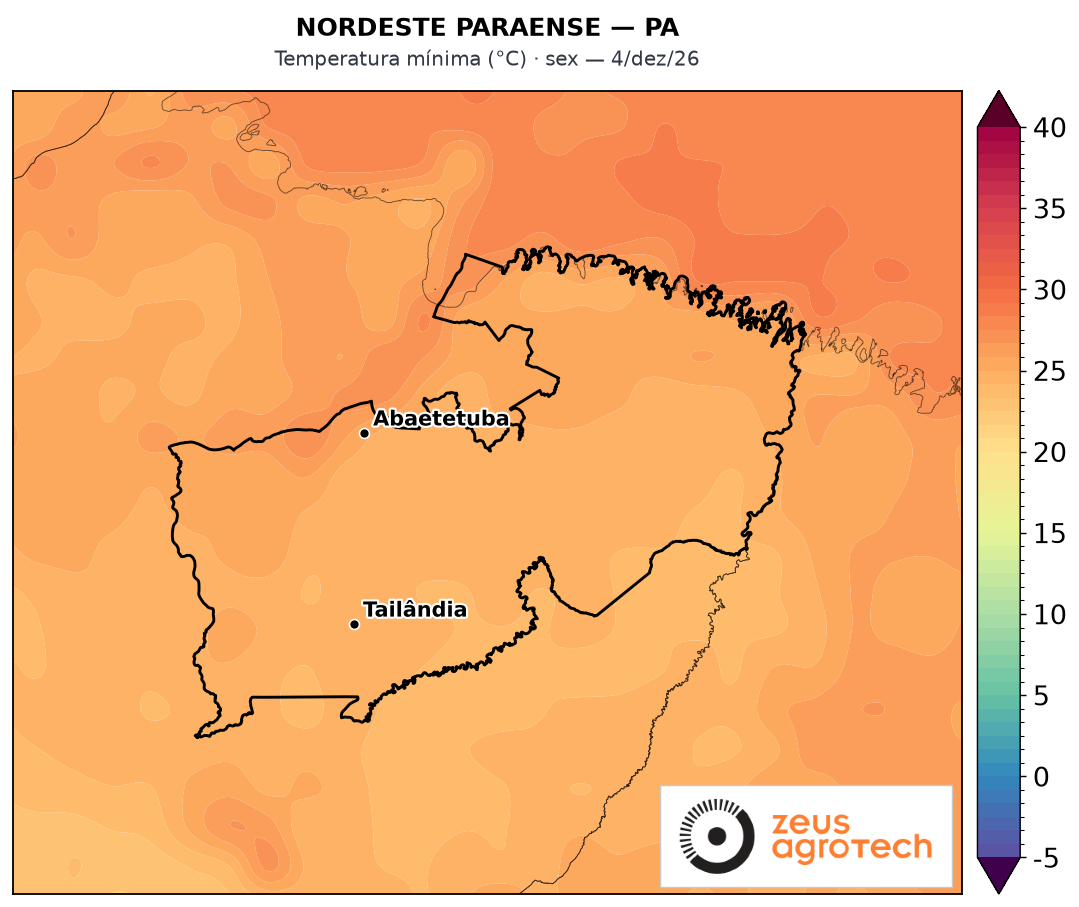 NORDESTE PARAENSE — PA
Temperatura mínima (°C) · sex — 4/dez/26
40
35
30
25
20
15
10
5
0
-5
Abaetetuba
Tailândia
zeus
agrotech